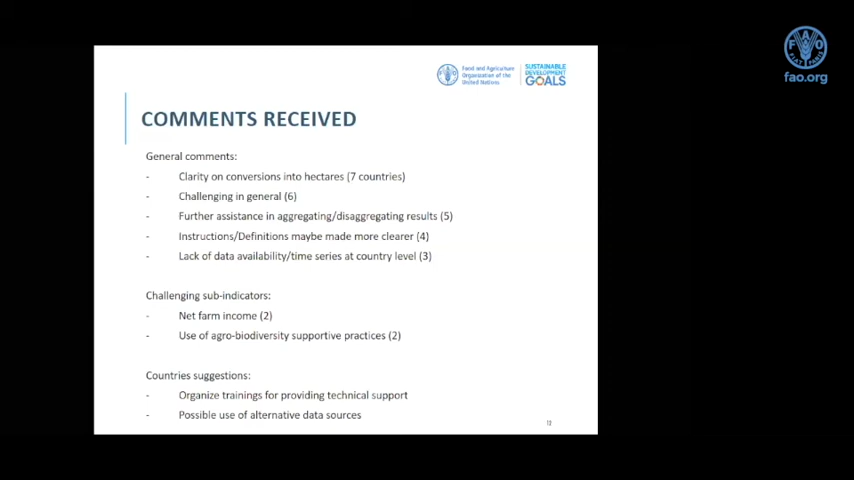 FAO
FIAT PANIS
fao.org
Food and Agriculture
Organization of the
United Nations
SUSTAINABLE
DEVELOPMENT
GOALS
COMMENTS RECEIVED
General comments:
- Clarity on conversions into hectares (7 countries)
- Challenging in general (6)
- Further assistance in aggregating/disaggregating results (5)
- Instructions/Definitions maybe made more clearer (4)
- Lack of data availability/time series at country level (3)
Challenging sub-indicators:
- Net farm income (2)
- Use of agro-biodiversity supportive practices (2)
Countries suggestions:
- Organize trainings for providing technical support
- Possible use of alternative data sources